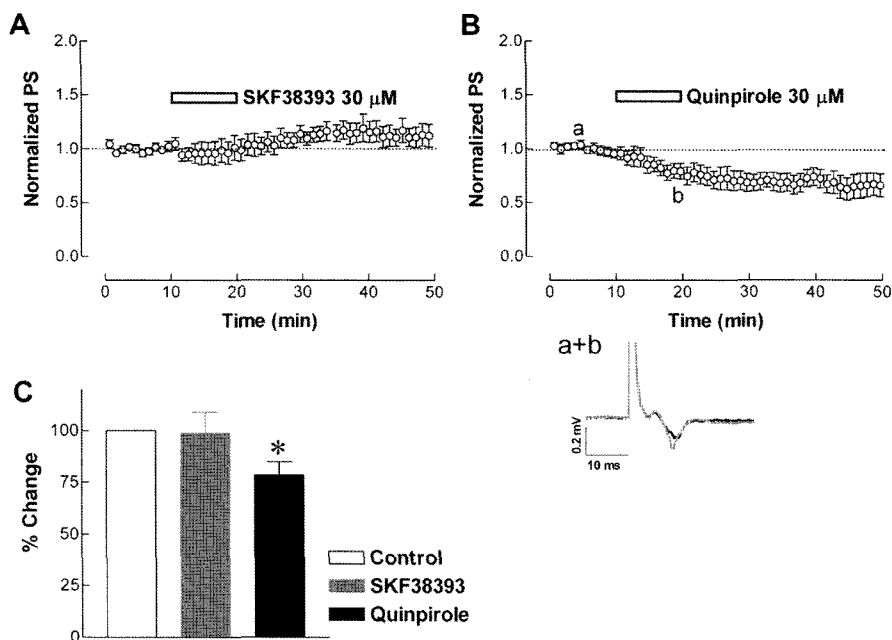 A
2.0
1.5
1.0
0.5
0.0
Normalized PS
SKF38393 30 µM
0 10 20 30 40 50
Time (min)
B
2.0
1.5
1.0
0.5
0.0
Normalized PS
Quinpirole 30 µM
a
b
0 10 20 30 40 50
Time (min)
a+b
0.2 mV
10 ms
C
100
75
50
25
0
% Change
*
Control
SKF38393
Quinpirole